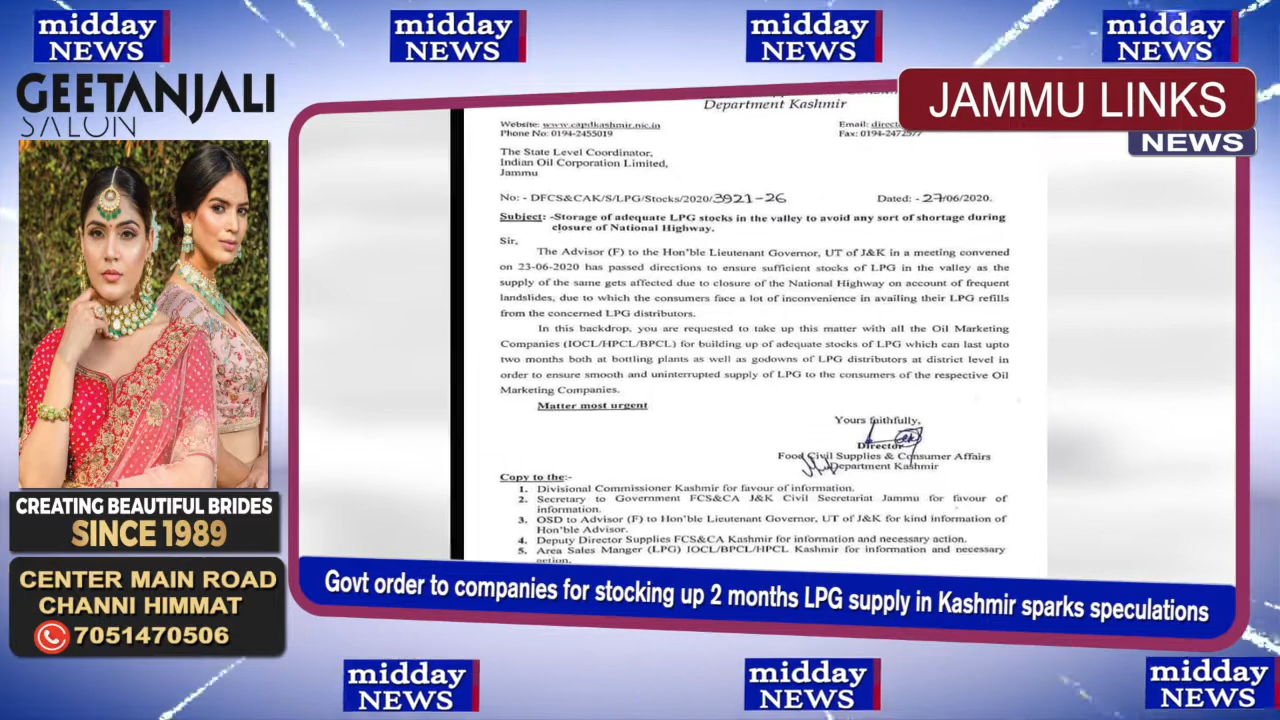 midday
NEWS
midday
NEWS
midday
NEWS
midday
NEWS
GEETANJALI
SALON
CREATING BEAUTIFUL BRIDES
SINCE 1989
CENTER MAIN ROAD
CHANNI HIMMAT
7051470506
JAMMU LINKS
NEWS
Department Kashmir
Website: www.capdkashmir.nic.in
Email:
Phone No: 0194-2455019
Fax: 0194-2472577
The State Level Coordinator,
Indian Oil Corporation Limited,
Jammu
No: - DFCS&CAK/S/LPG/Stocks/2020/3921-26 Dated: - 27/06/2020.
Subject: -Storage of adequate LPG stocks in the valley to avoid any sort of shortage during
closure of National Highway.
Sir,
The Advisor (F) to the Hon'ble Lieutenant Governor, UT of J&K in a meeting convened
on 23-06-2020 has passed directions to ensure sufficient stocks of LPG in the valley as the
supply of the same gets affected due to closure of the National Highway on account of frequent
landslides, due to which the consumers face a lot of inconvenience in availing their LPG refills
from the concerned LPG distributors.
In this backdrop, you are requested to take up this matter with all the Oil Marketing
Companies (IOCL/HPCL/BPCL) for building up of adequate stocks of LPG which can last upto
two months both at bottling plants as well as godowns of LPG distributors at district level in
order to ensure smooth and uninterrupted supply of LPG to the consumers of the respective Oil
Marketing Companies.
Matter most urgent
Yours faithfully,
Director
Food Civil Supplies & Consumer Affairs
Department Kashmir
Copy to the:-
1. Divisional Commissioner Kashmir for favour of information.
2. Secretary to Government FCS&CA J&K Civil Secretariat Jammu for favour of
information.
3. OSD to Advisor (F) to Hon'ble Lieutenant Governor, UT of J&K for kind information of
Hon'ble Advisor.
4. Deputy Director Supplies FCS&CA Kashmir for information and necessary action.
5. Area Sales Manger (LPG) IOCL/BPCL/HPCL Kashmir for information and necessary
action.
Govt order to companies for stocking up 2 months LPG supply in Kashmir sparks speculations
midday
NEWS
midday
NEWS
midday
NEWS